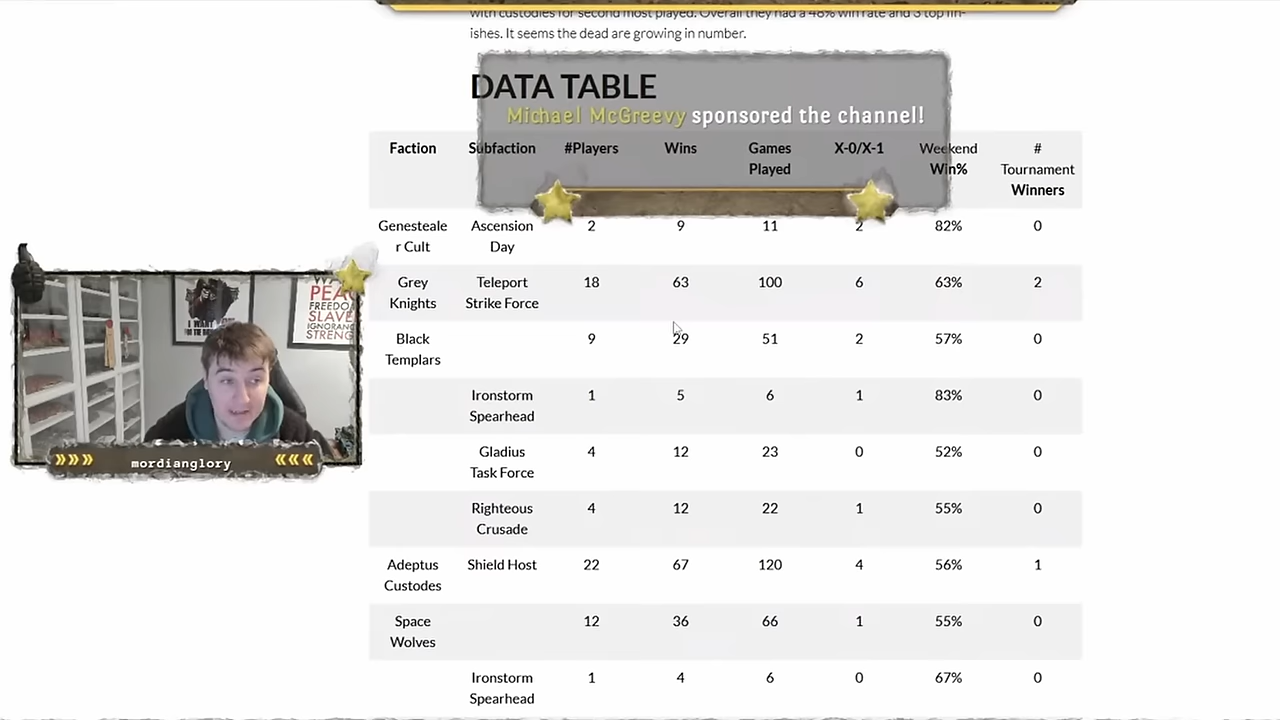 with custodies for second most played. Overall they had a 48% win rate and 3 top fin-
ishes. It seems the dead are growing in number.
DATA TABLE
Michael McGreevy sponsored the channel!
Faction Subfaction #Players Wins Games Played X-0/X-1 Weekend Win% # Tournament Winners
Genesteale r Cult Ascension Day 2 9 11 2 82% 0
Grey Knights Teleport Strike Force 18 63 100 6 63% 2
Black Templars 9 29 51 2 57% 0
Ironstorm Spearhead 1 5 6 1 83% 0
Gladius Task Force 4 12 23 0 52% 0
Righteous Crusade 4 12 22 1 55% 0
Adeptus Custodes Shield Host 22 67 120 4 56% 1
Space Wolves 12 36 66 1 55% 0
Ironstorm Spearhead 1 4 6 0 67% 0
PEAC
FREEDO
SLAVE
IGNORANC
STRENG
I WANT
»»» mordianglory «««